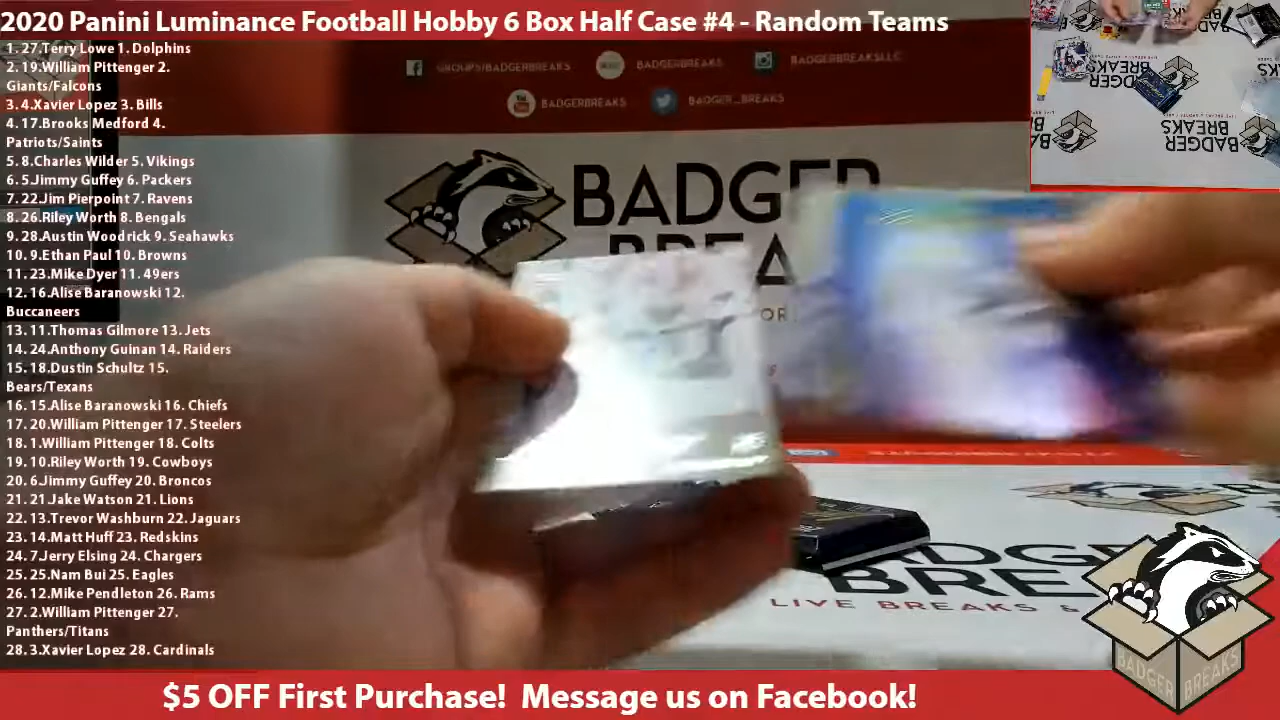 2020 Panini Luminance Football Hobby 6 Box Half Case #4 - Random Teams
1. 27.Terry Lowe 1. Dolphins
2. 19.William Pittenger 2.
Giants/Falcons
3. 4.Xavier Lopez 3. Bills
4. 17.Brooks Medford 4.
Patriots/Saints
5. 8.Charles Wilder 5. Vikings
6. 5.Jimmy Guffey 6. Packers
7. 22.Jim Pierpoint 7. Ravens
8. 26.Riley Worth 8. Bengals
9. 28.Austin Woodrick 9. Seahawks
10. 9.Ethan Paul 10. Browns
11. 23.Mike Dyer 11. 49ers
12. 16.Alise Baranowski 12.
Buccaneers
13. 11.Thomas Gilmore 13. Jets
14. 24.Anthony Guinan 14. Raiders
15. 18.Dustin Schultz 15.
Bears/Texans
16. 15.Alise Baranowski 16. Chiefs
17. 20.William Pittenger 17. Steelers
18. 1.William Pittenger 18. Colts
19. 10.Riley Worth 19. Cowboys
20. 6.Jimmy Guffey 20. Broncos
21. 21.Jake Watson 21. Lions
22. 13.Trevor Washburn 22. Jaguars
23. 14.Matt Huff 23. Redskins
24. 7.Jerry Elsing 24. Chargers
25. 25.Nam Bui 25. Eagles
26. 12.Mike Pendleton 26. Rams
27. 2.William Pittenger 27.
Panthers/Titans
28. 3.Xavier Lopez 28. Cardinals
GROUPS/BADGERBREAKS BADGERBREAKS BADGERBREAKSLLC
BADGERBREAKS BADGER_BREAKS
BADGER
BREAKS
BADGER
BREAKS
LIVE BREAKS &
BADGER BREAKS
$5 OFF First Purchase! Message us on Facebook!